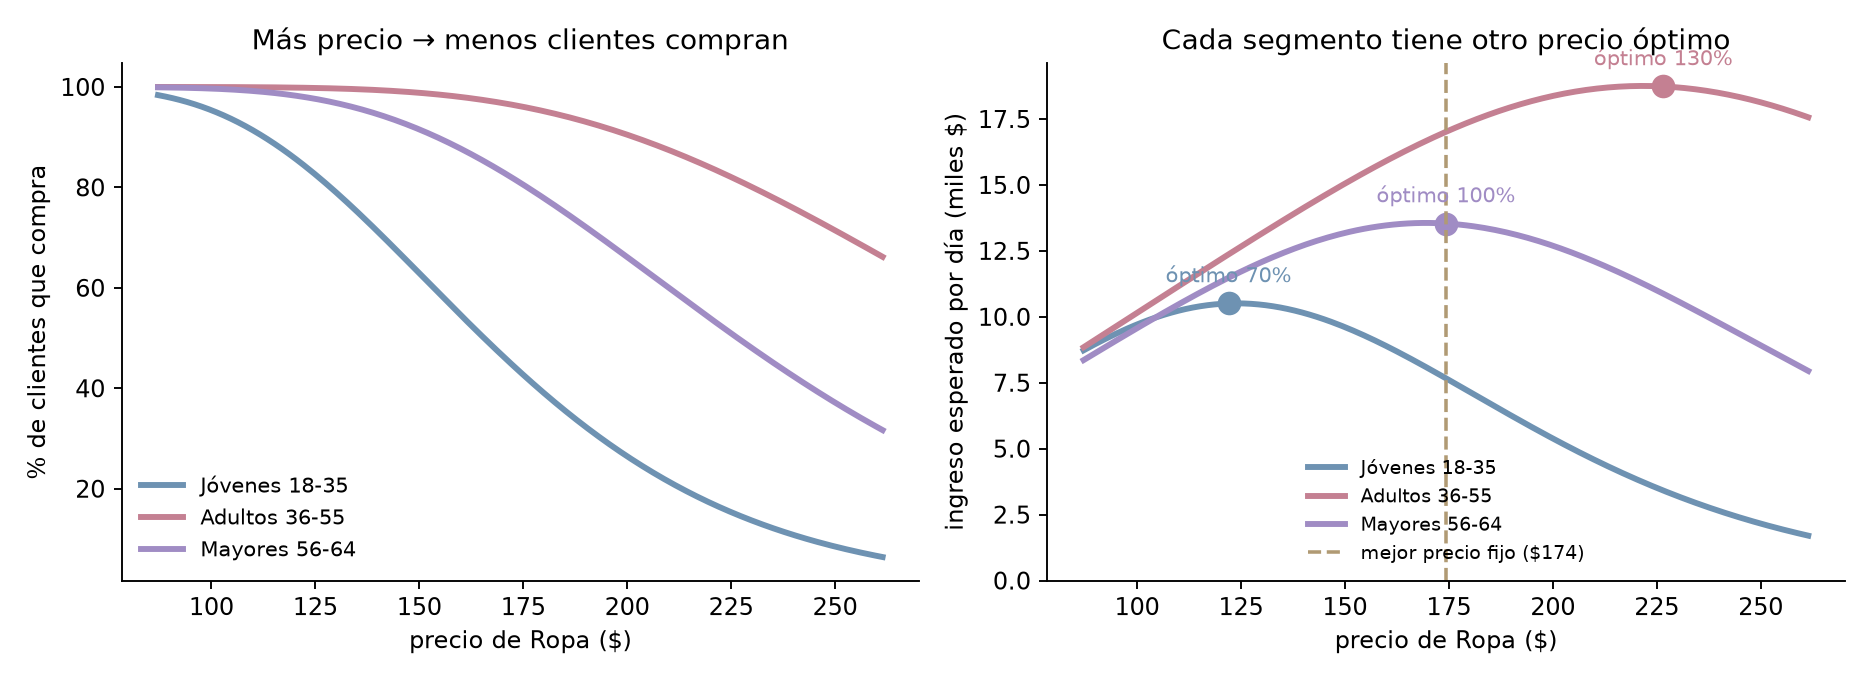 Más precio → menos clientes compran
% de clientes que compra
100
80
60
40
20
Jóvenes 18-35
Adultos 36-55
Mayores 56-64
100 125 150 175 200 225 250
precio de Ropa ($)
Cada segmento tiene otro precio óptimo
óptimo 130%
óptimo 100%
óptimo 70%
ingreso esperado por día (miles $)
17.5
15.0
12.5
10.0
7.5
5.0
2.5
0.0
Jóvenes 18-35
Adultos 36-55
Mayores 56-64
mejor precio fijo ($174)
100 125 150 175 200 225 250
precio de Ropa ($)